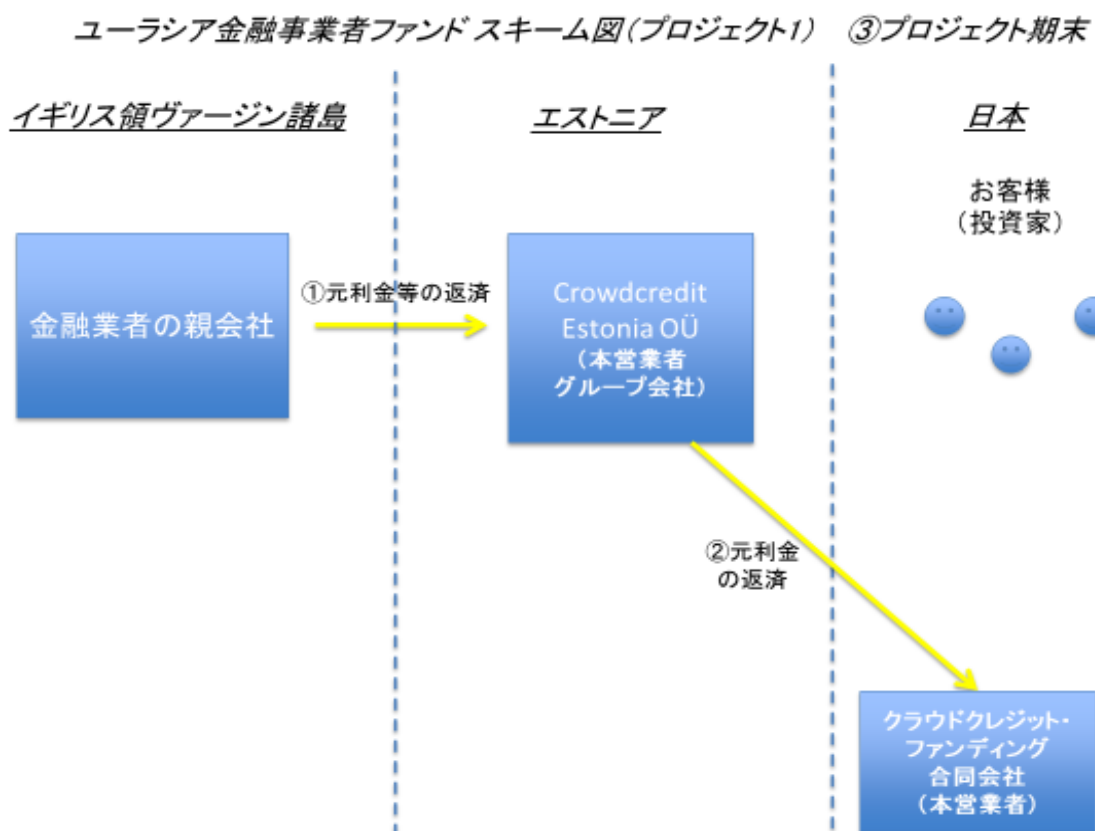 ユーラシア金融事業者ファンド スキーム図(プロジェクト1) ③プロジェクト期末
イギリス領ヴァージン諸島
エストニア
日本
お客様
(投資家)
金融業者の親会社
①元利金等の返済
Crowdcredit
Estonia OÜ
(本営業者
グループ会社)
②元利金
の返済
クラウドクレジット・
ファンディング
合同会社
(本営業者)